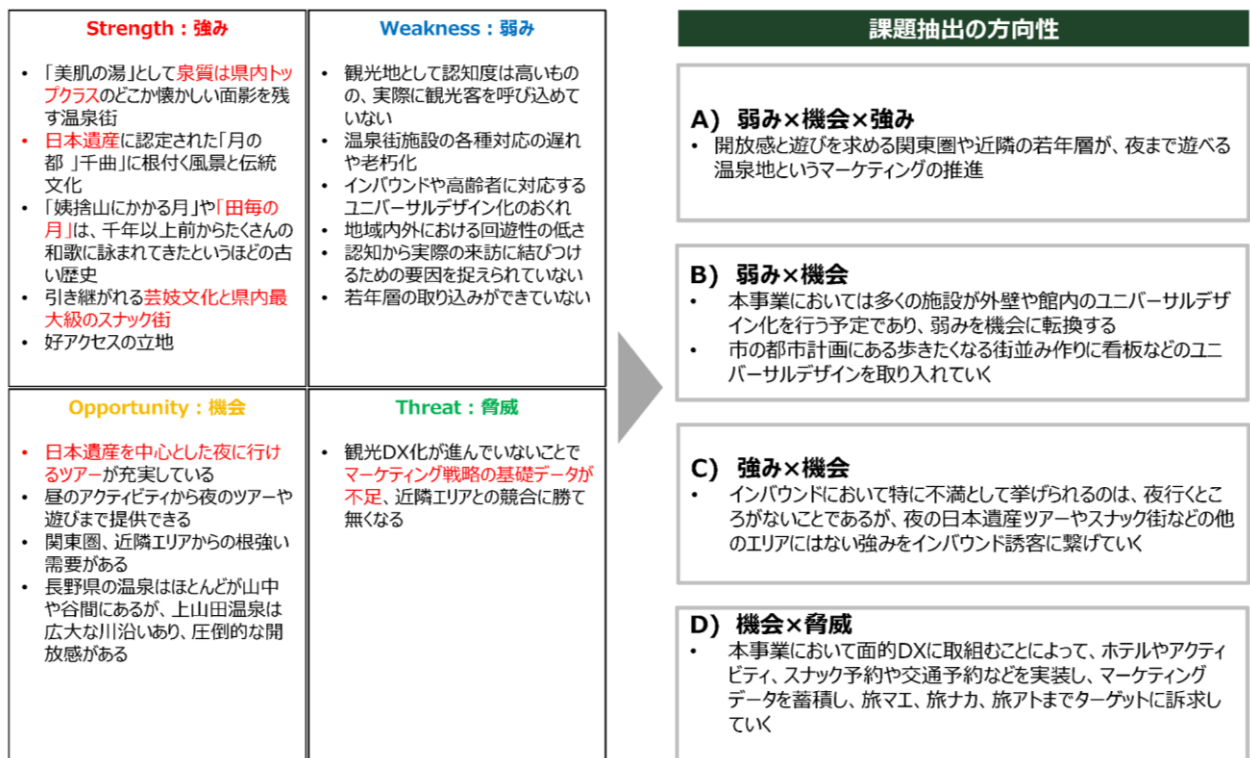 Strength：強み
• 「美肌の湯」として泉質は県内トッ
プクラスのどこか懐かしい面影を残
す温泉街
• 日本遺産に認定された「月の
都 」千曲」に根付く風景と伝統
文化
• 「姨捨山にかかる月」や「田毎の
月」は、千年以上前からたくさんの
和歌に詠まれてきたというほどの古
い歴史
• 引き継がれる芸妓文化と県内最
大級のスナック街
• 好アクセスの立地
Weakness：弱み
• 観光地として認知度は高いもの
の、実際に観光客を呼び込めて
いない
• 温泉街施設の各種対応の遅れ
や老朽化
• インバウンドや高齢者に対応する
ユニバーサルデザイン化のおくれ
• 地域内外における回遊性の低さ
• 認知から実際の来訪に結びつけ
るための要因を捉えられていない
• 若年層の取り込みができていない
Opportunity：機会
• 日本遺産を中心とした夜に行け
るツアーが充実している
• 昼のアクティビティから夜のツアーや
遊びまで提供できる
• 関東圏、近隣エリアからの根強い
需要がある
• 長野県の温泉はほとんどが山中
や谷間にあるが、上山田温泉は
広大な川沿いあり、圧倒的な開
放感がある
Threat：脅威
• 観光DX化が進んでいないことで
マーケティング戦略の基礎データが
不足、近隣エリアとの競合に勝て
無くなる
課題抽出の方向性
A）弱み×機会×強み
• 開放感と遊びを求める関東圏や近隣の若年層が、夜まで遊べる
温泉地というマーケティングの推進
B）弱み×機会
• 本事業においては多くの施設が外壁や館内のユニバーサルデザ
イン化を行う予定であり、弱みを機会に転換する
• 市の都市計画にある歩きたくなる街並み作りに看板などのユニ
バーサルデザインを取り入れていく
C）強み×機会
• インバウンドにおいて特に不満として挙げられるのは、夜行くとこ
ろがないことであるが、夜の日本遺産ツアーやスナック街などの他
のエリアにはない強みをインバウンド誘客に繋げていく
D）機会×脅威
• 本事業において面的DXに取組むことによって、ホテルやアクティ
ビティ、スナック予約や交通予約などを実装し、マーケティング
データを蓄積し、旅マエ、旅ナカ、旅アトまでターゲットに訴求し
ていく